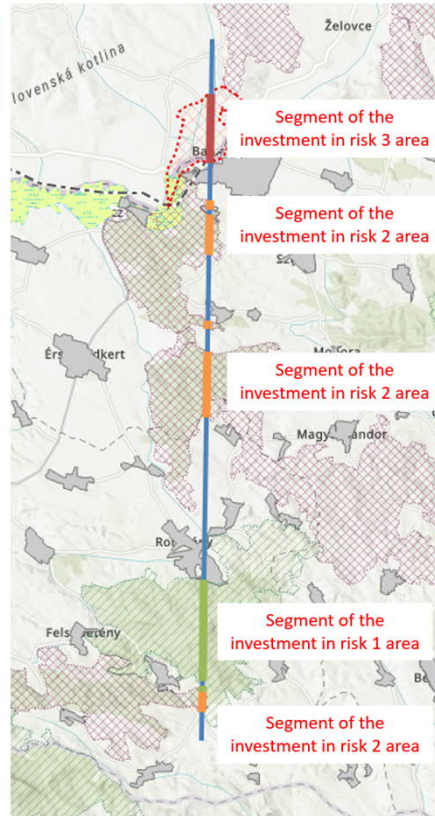 Želovce
lovenská kotlina
Segment of the
investment in risk 3 area
Segment of the
investment in risk 2 area
Segment of the
investment in risk 2 area
Magy
Segment of the
investment in risk 1 area
Segment of the
investment in risk 2 area